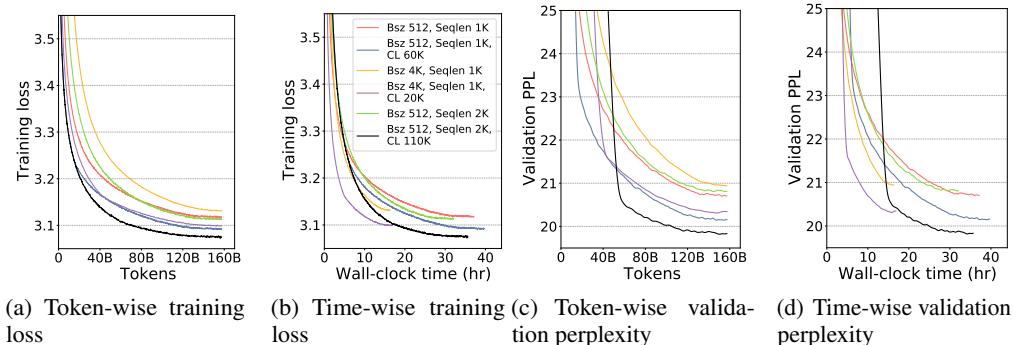 3.5
3.4
3.3
3.2
3.1
Training loss
40B 80B 120B 160B
Tokens
3.5
3.4
3.3
3.2
3.1
Training loss
Bsz 512, Seqlen 1K
Bsz 512, Seqlen 1K,
CL 60K
Bsz 4K, Seqlen 1K
Bsz 4K, Seqlen 1K,
CL 20K
Bsz 512, Seqlen 2K
Bsz 512, Seqlen 2K,
CL 110K
0 10 20 30 40
Wall-clock time (hr)
25
24
23
22
21
20
Validation PPL
40B 80B 120B 160B
Tokens
25
24
23
22
21
20
Validation PPL
0 10 20 30 40
Wall-clock time (hr)
(a) Token-wise training
loss
(b) Time-wise training
loss
(c) Token-wise valida-
tion perplexity
(d) Time-wise validation
perplexity